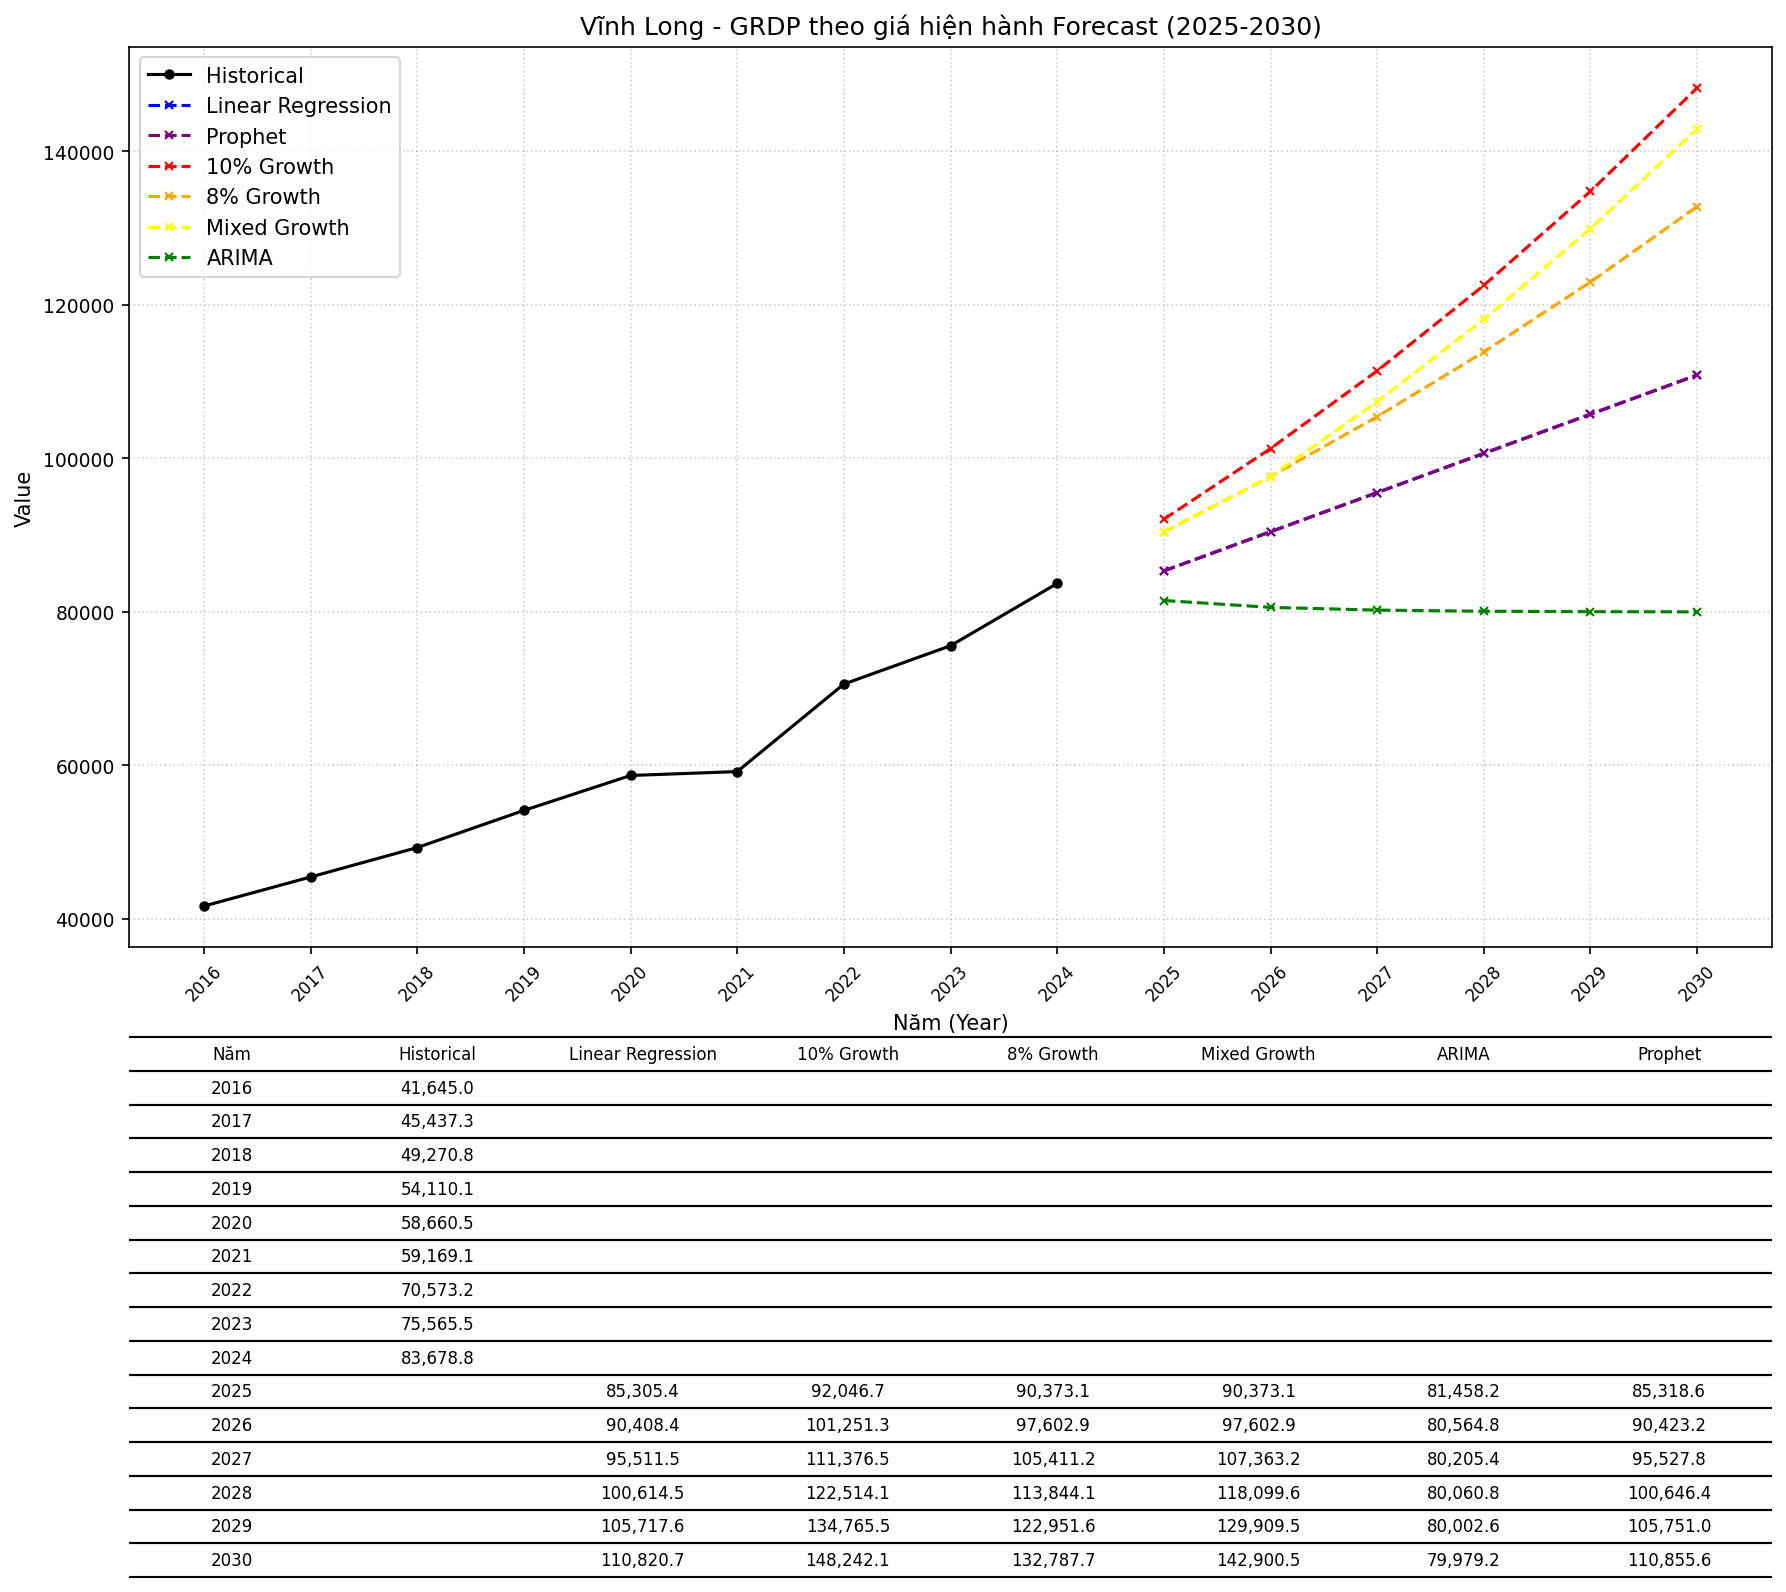 Vĩnh Long - GRDP theo giá hiện hành Forecast (2025-2030)
Historical
Linear Regression
Prophet
10% Growth
8% Growth
Mixed Growth
ARIMA
Value
140000
120000
100000
80000
60000
40000
2016 2017 2018 2019 2020 2021 2022 2023 2024 2025 2026 2027 2028 2029 2030
Năm (Year)
Năm Historical Linear Regression 10% Growth 8% Growth Mixed Growth ARIMA Prophet
2016 41,645.0
2017 45,437.3
2018 49,270.8
2019 54,110.1
2020 58,660.5
2021 59,169.1
2022 70,573.2
2023 75,565.5
2024 83,678.8
2025 85,305.4 92,046.7 90,373.1 90,373.1 81,458.2 85,318.6
2026 90,408.4 101,251.3 97,602.9 97,602.9 80,564.8 90,423.2
2027 95,511.5 111,376.5 105,411.2 107,363.2 80,205.4 95,527.8
2028 100,614.5 122,514.1 113,844.1 118,099.6 80,060.8 100,646.4
2029 105,717.6 134,765.5 122,951.6 129,909.5 80,002.6 105,751.0
2030 110,820.7 148,242.1 132,787.7 142,900.5 79,979.2 110,855.6